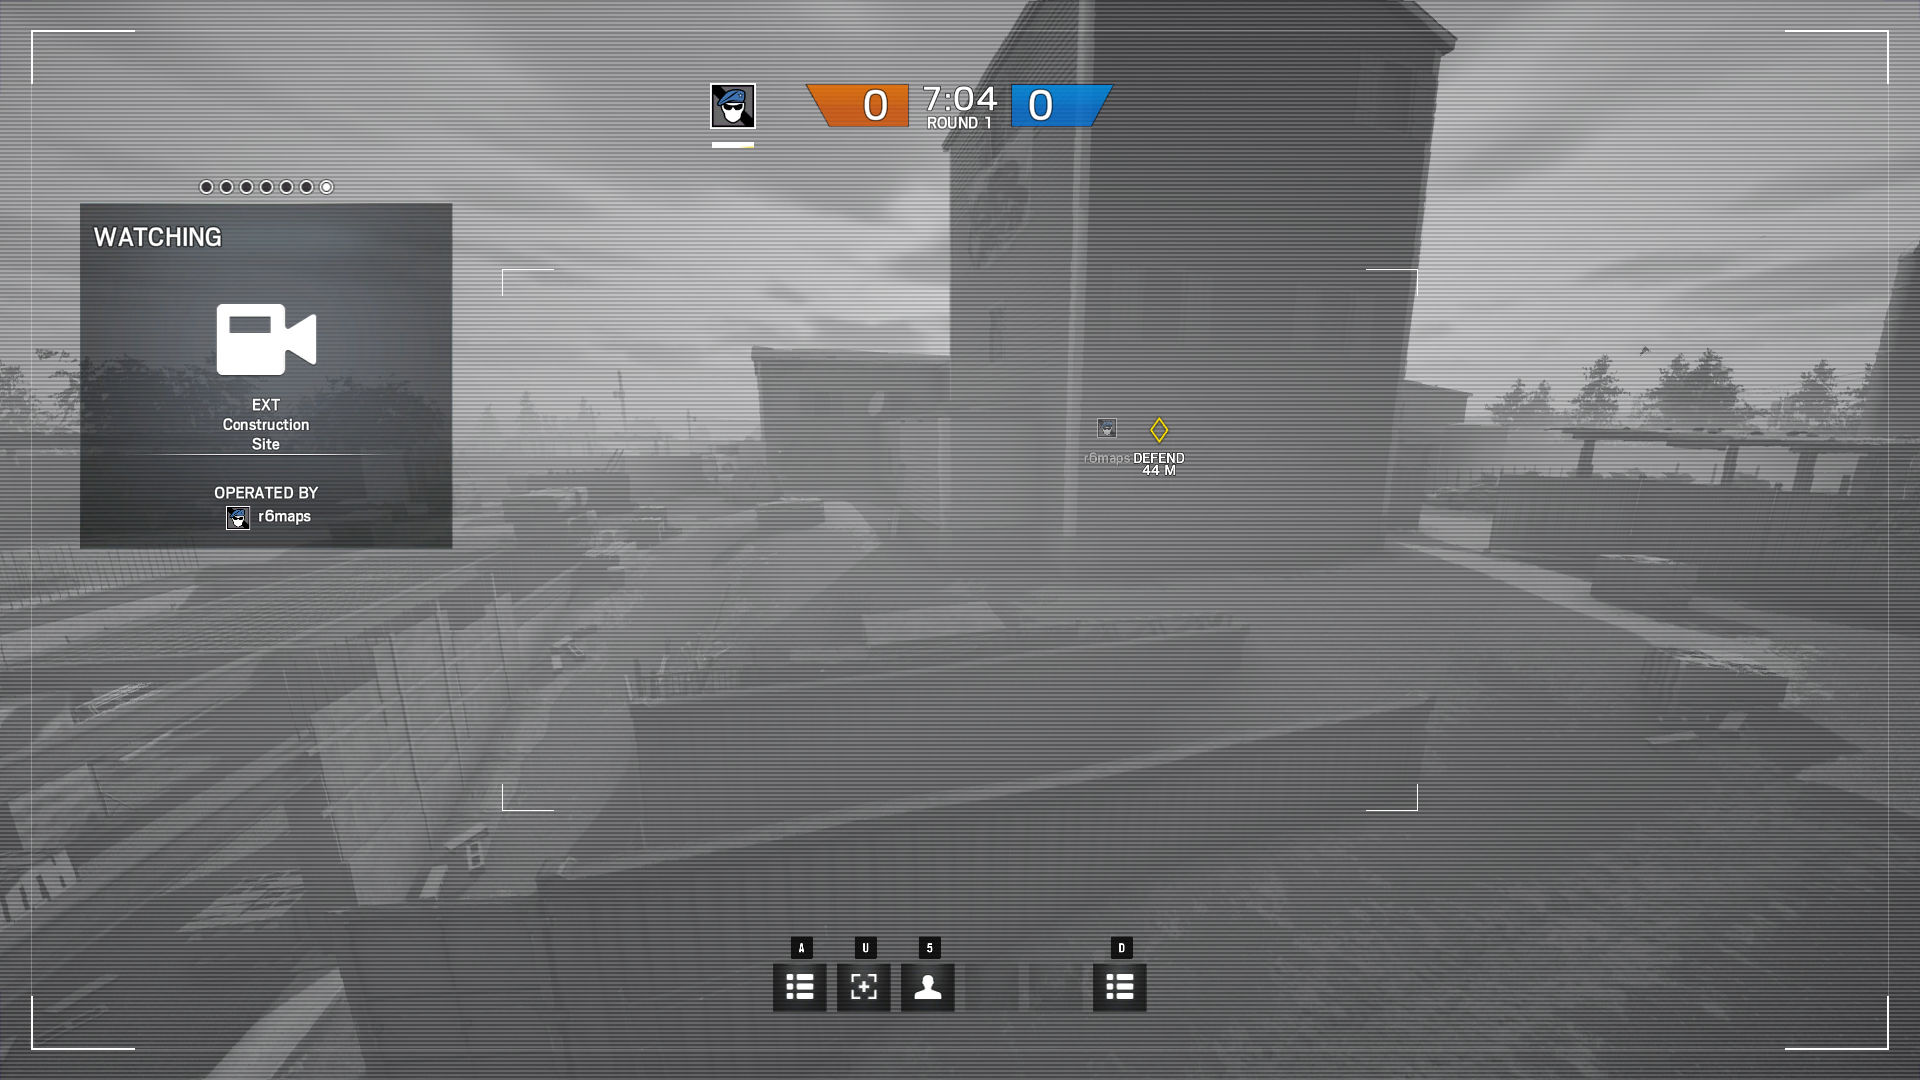 0
7:04
0
ROUND 1
WATCHING
EXT
Construction
Site
OPERATED BY
r6maps
r6maps
DEFEND
44 M
A
U
5
D